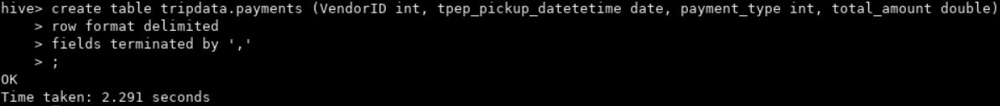 hive> create table tripdata.payments (VendorID int, tpep_pickup_datetetime date, payment_type int, total_amount double)
    > row format delimited
    > fields terminated by ','
    > ;
OK
Time taken: 2.291 seconds